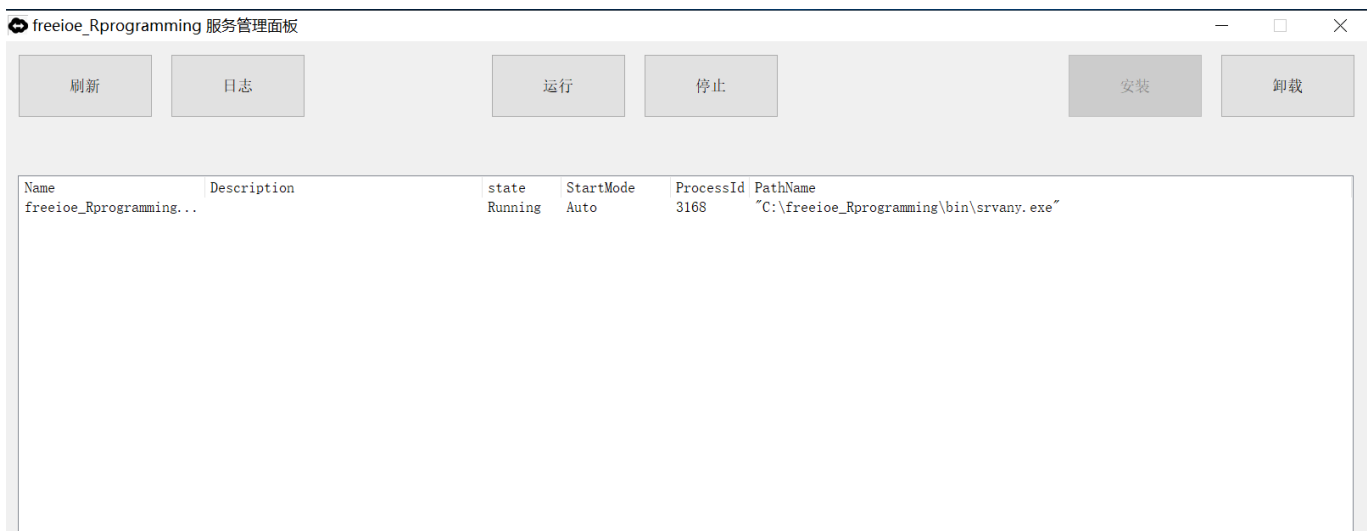 freeioe_Rprogramming 服务管理面板
刷新 日志 运行 停止 安装 卸载
Name Description state StartMode ProcessId PathName
freeioe_Rprogramming... Running Auto 3168 "C:\freeioe_Rprogramming\bin\srvany.exe"